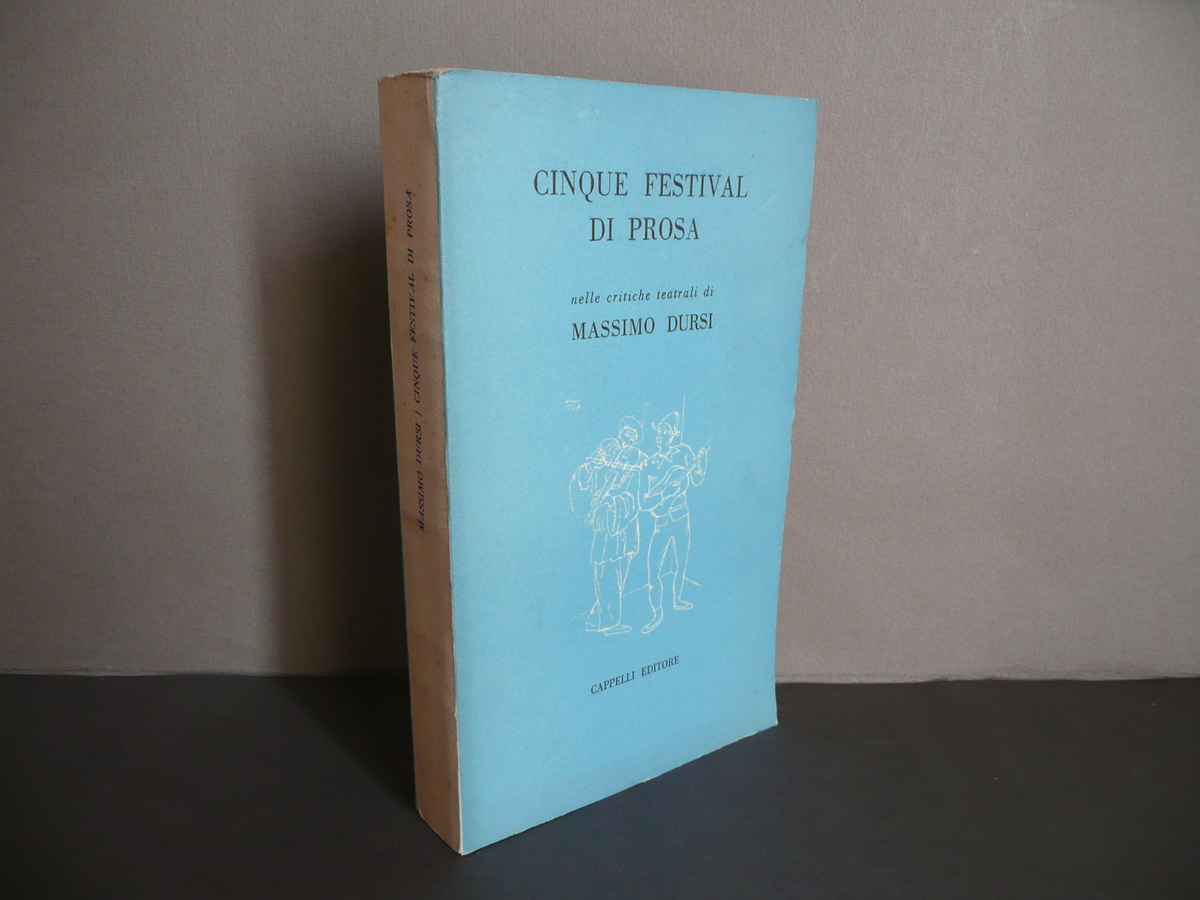 CINQUE FESTIVAL
DI PROSA
nelle critiche teatrali di
MASSIMO DURSI
CAPPELLI EDITORE
MASSIMO DURSI / CINQUE FESTIVAL DI PROSA